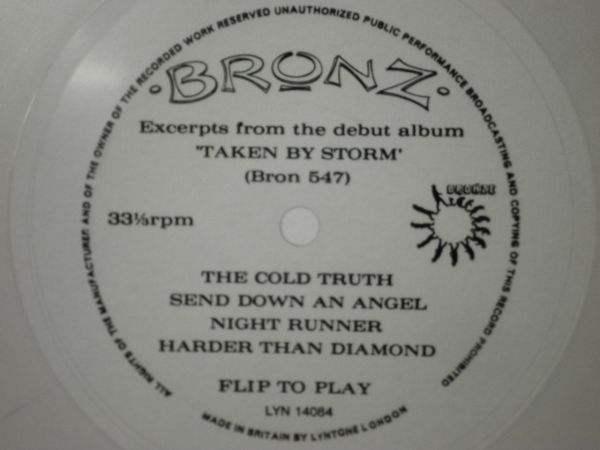 ALL RIGHTS OF THE MANUFACTURER AND OF THE OWNER OF THE RECORDED WORK RESERVED UNAUTHORIZED PUBLIC PERFORMANCE BROADCASTING AND COPYING OF THIS RECORD PROHIBITED
·BRONZ·
Excerpts from the debut album
'TAKEN BY STORM'
(Bron 547)
BRONZE
33⅓rpm
THE COLD TRUTH
SEND DOWN AN ANGEL
NIGHT RUNNER
HARDER THAN DIAMOND
FLIP TO PLAY
LYN 14084
MADE IN BRITAIN BY LYNTONE LONDON